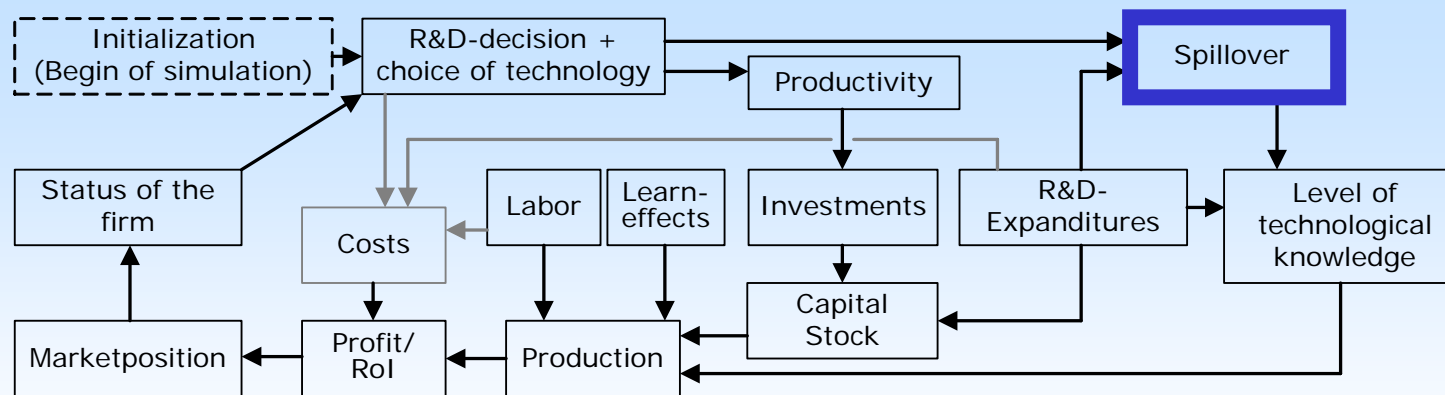 Initialization
(Begin of simulation)
R&D-decision +
choice of technology
Productivity
Spillover
Status of the
firm
Costs
Labor
Learn-
effects
Investments
R&D-
Expanditures
Level of
technological
knowledge
Marketposition
Profit/
RoI
Production
Capital
Stock